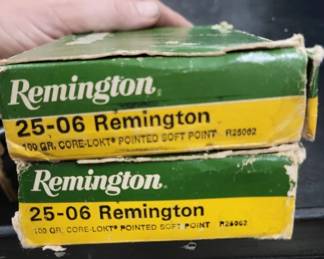 Remington®
25-06 Remington
100 GR. CORE-LOKT® POINTED SOFT POINT R25062
Remington®
25-06 Remington
100 GR. CORE-LOKT® POINTED SOFT POINT R25062